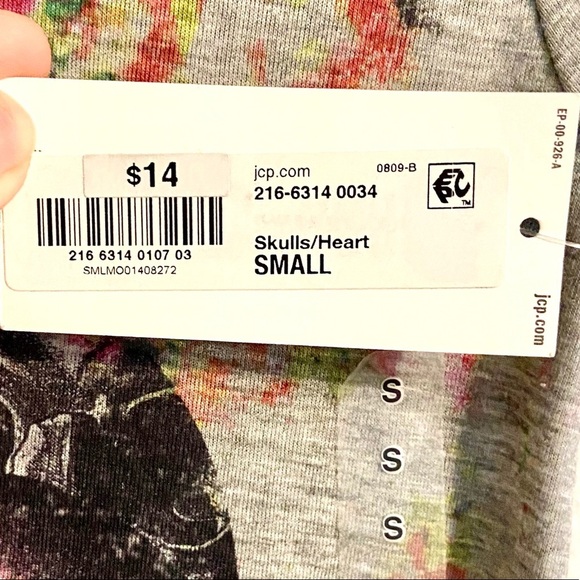 $14
216 6314 0107 03
SMLMO01408272
jcp.com
0809-B
216-6314 0034
Skulls/Heart
SMALL
TM
EP-00-926-A
jcp.com
S
S
S